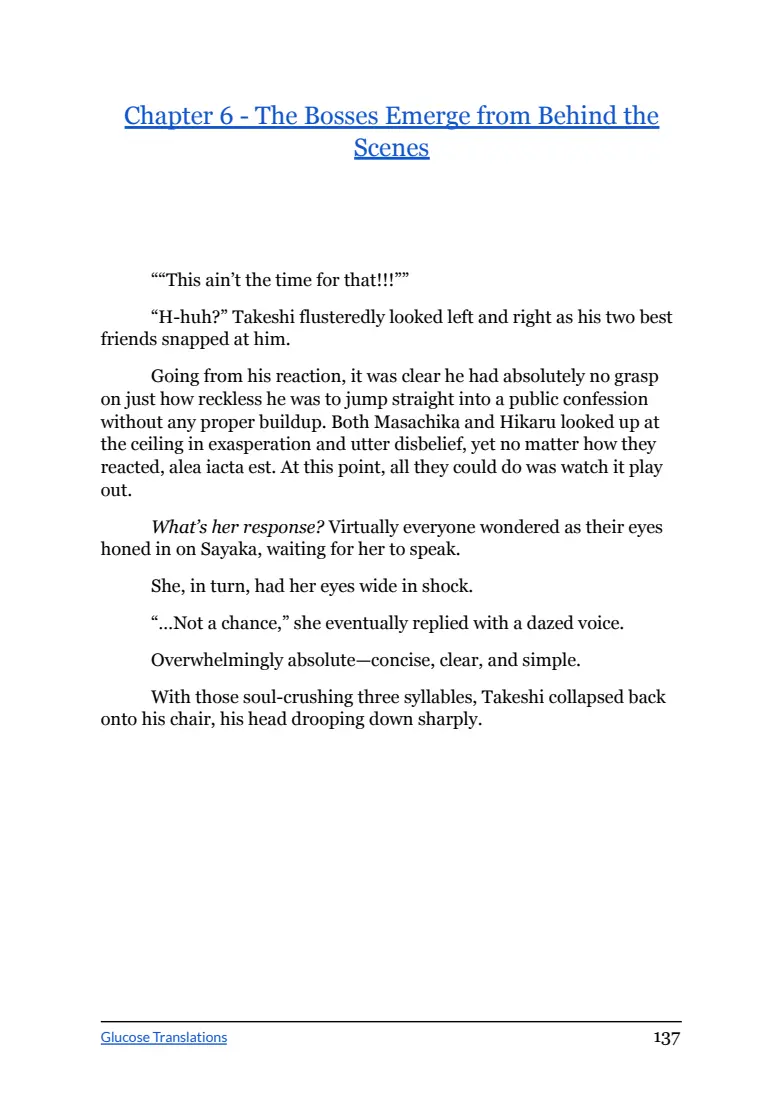 Chapter 6 - The Bosses Emerge from Behind the
Scenes
““This ain’t the time for that!!!””
“H-huh?” Takeshi flusteredly looked left and right as his two best
friends snapped at him.
Going from his reaction, it was clear he had absolutely no grasp
on just how reckless he was to jump straight into a public confession
without any proper buildup. Both Masachika and Hikaru looked up at
the ceiling in exasperation and utter disbelief, yet no matter how they
reacted, alea iacta est. At this point, all they could do was watch it play
out.
What’s her response? Virtually everyone wondered as their eyes
honed in on Sayaka, waiting for her to speak.
She, in turn, had her eyes wide in shock.
“…Not a chance,” she eventually replied with a dazed voice.
Overwhelmingly absolute—concise, clear, and simple.
With those soul-crushing three syllables, Takeshi collapsed back
onto his chair, his head drooping down sharply.
Glucose Translations
137